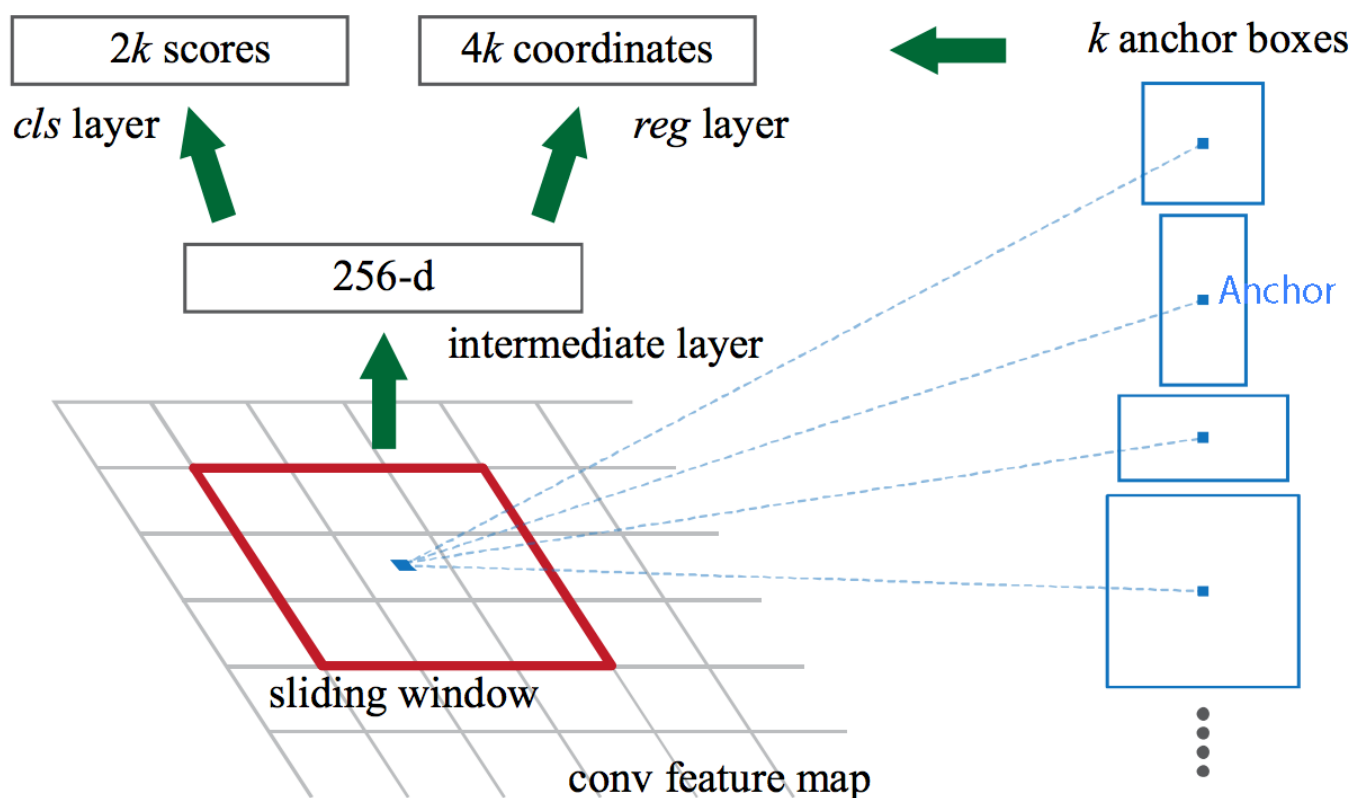 2k scores
4k coordinates
k anchor boxes
cls layer
reg layer
256-d
Anchor
intermediate layer
sliding window
conv feature map